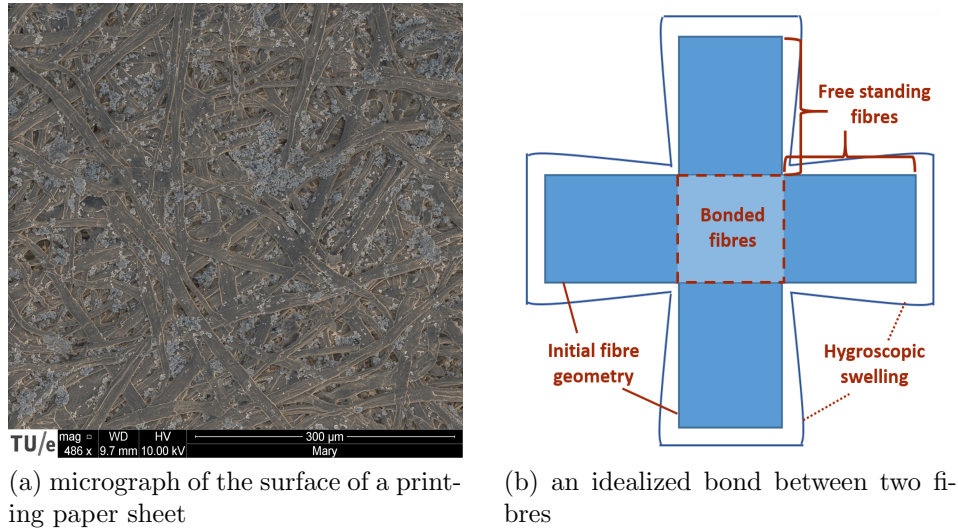 TU/e
mag □ WD HV
486 x 9.7 mm 10.00 kV
300 µm
Mary
(a) micrograph of the surface of a print-
ing paper sheet
Free standing
fibres
Bonded
fibres
Initial fibre
geometry
Hygroscopic
swelling
(b) an idealized bond between two fi-
bres